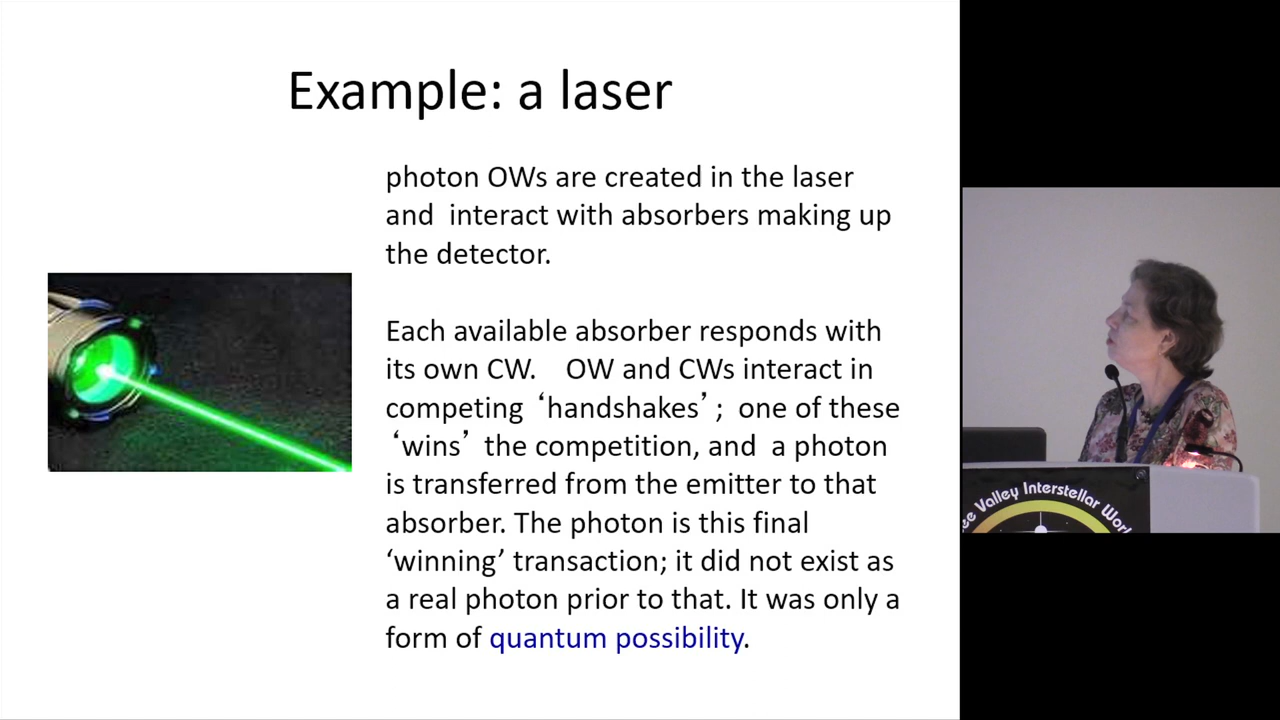 Example: a laser
photon OWs are created in the laser
and interact with absorbers making up
the detector.
Each available absorber responds with
its own CW. OW and CWs interact in
competing ‘handshakes’; one of these
‘wins’ the competition, and a photon
is transferred from the emitter to that
absorber. The photon is this final
‘winning’ transaction; it did not exist as
a real photon prior to that. It was only a
form of quantum possibility.
Valley Interstellar